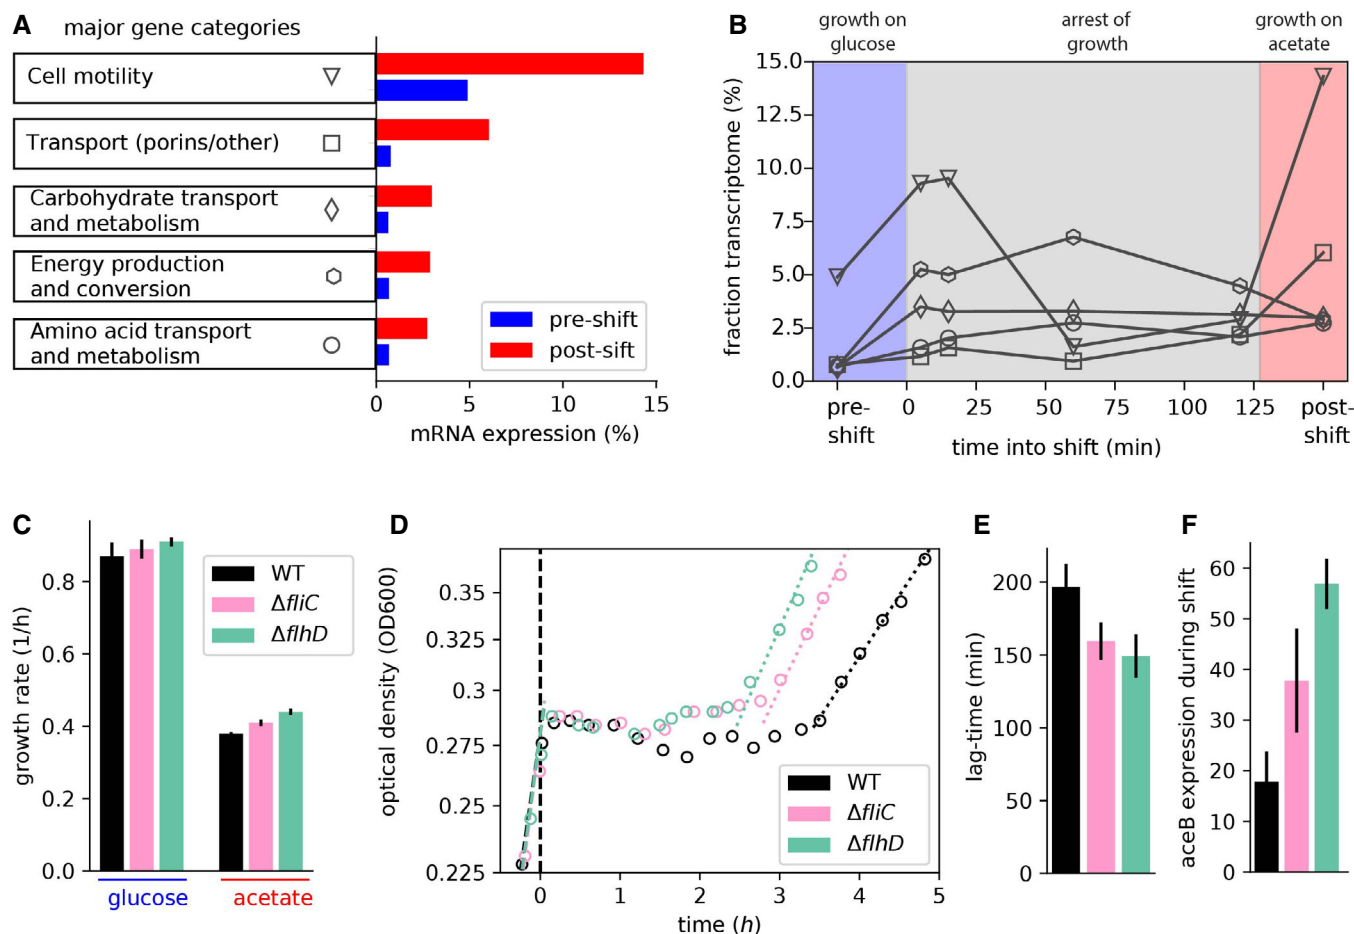 A
major gene categories
Cell motility
Transport (porins/other)
Carbohydrate transport
and metabolism
Energy production
and conversion
Amino acid transport
and metabolism
pre-shift
post-sift
0 5 10 15
mRNA expression (%)
B
growth on
glucose
arrest of
growth
growth on
acetate
15.0
12.5
10.0
7.5
5.0
2.5
0.0
fraction transcriptome (%)
pre-
shift
0 25 50 75 100 125
post-
shift
time into shift (min)
C
0.8
0.6
0.4
0.2
0.0
growth rate (1/h)
WT
ΔfliC
ΔflhD
glucose
acetate
D
0.35
0.325
0.3
0.275
0.25
0.225
optical density (OD600)
WT
ΔfliC
ΔflhD
0 1 2 3 4 5
time (h)
E
200
150
100
50
0
lag-time (min)
F
60
50
40
30
20
10
0
aceB expression during shift